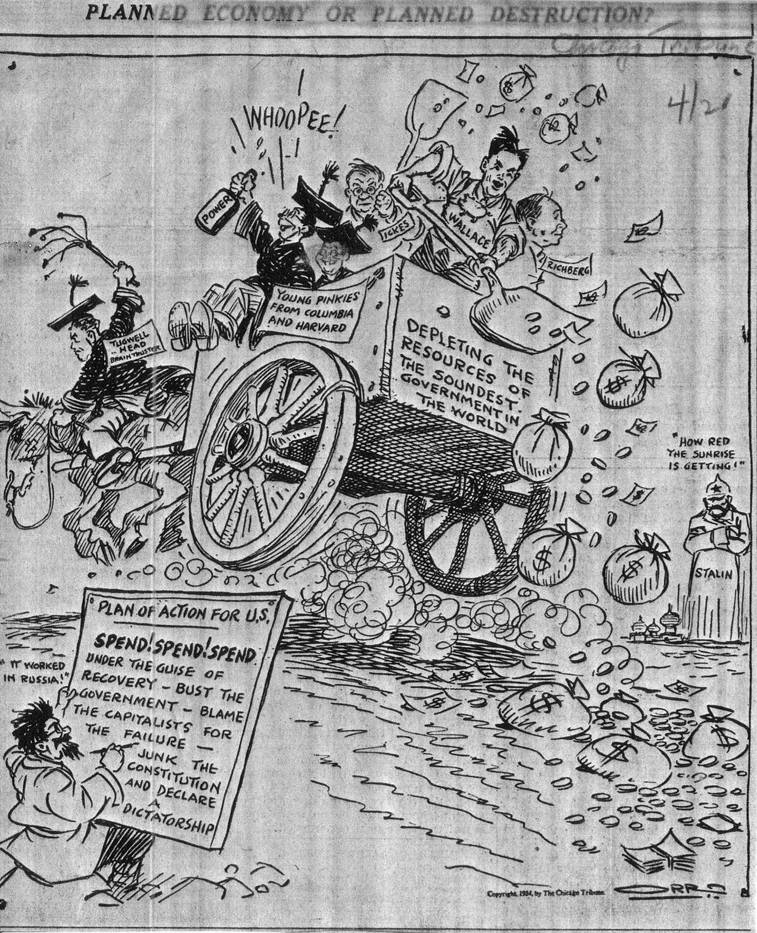 PLANNED ECONOMY OR PLANNED DESTRUCTION?
Chicago Tribune
4/21
WHOOPEE!
POWER
ICKES
WALLACE
RICHBERG
TUGWELL
- HEAD
BRAINTRUSTER
YOUNG PINKIES
FROM COLUMBIA
AND HARVARD
DEPLETING THE
RESOURCES OF
THE SOUNDEST
GOVERNMENT IN
THE WORLD
"HOW RED
THE SUNRISE
IS GETTING!"
STALIN
"IT WORKED
IN RUSSIA!"
PLAN OF ACTION FOR U.S.
SPEND! SPEND! SPEND
UNDER THE GUISE OF
RECOVERY - BUST THE
GOVERNMENT - BLAME
THE CAPITALISTS FOR
THE FAILURE -
JUNK THE
CONSTITUTION
AND DECLARE
A
DICTATORSHIP
Copyright, 1934, by The Chicago Tribune.
ORR